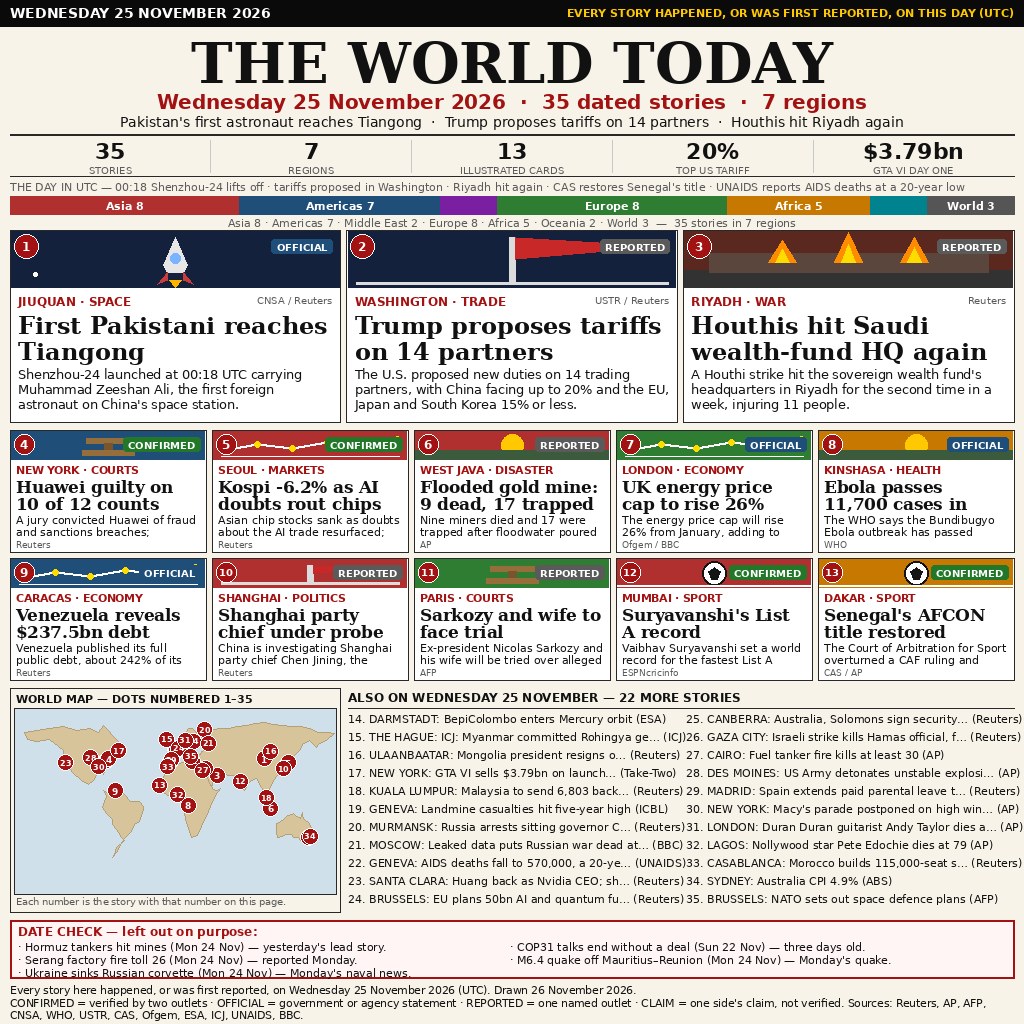 WEDNESDAY 25 NOVEMBER 2026
EVERY STORY HAPPENED, OR WAS FIRST REPORTED, ON THIS DAY (UTC)
THE WORLD TODAY
Wednesday 25 November 2026 · 35 dated stories · 7 regions
Pakistan's first astronaut reaches Tiangong · Trump proposes tariffs on 14 partners · Houthis hit Riyadh again
35
STORIES
7
REGIONS
13
ILLUSTRATED CARDS
20%
TOP US TARIFF
$3.79bn
GTA VI DAY ONE
THE DAY IN UTC — 00:18 Shenzhou-24 lifts off · tariffs proposed in Washington · Riyadh hit again · CAS restores Senegal's title · UNAIDS reports AIDS deaths at a 20-year low
Asia 8
Americas 7
Europe 8
Africa 5
World 3
Asia 8 · Americas 7 · Middle East 2 · Europe 8 · Africa 5 · Oceania 2 · World 3 — 35 stories in 7 regions
1
OFFICIAL
JIUQUAN · SPACE
CNSA / Reuters
First Pakistani reaches
Tiangong
Shenzhou-24 launched at 00:18 UTC carrying
Muhammad Zeeshan Ali, the first foreign
astronaut on China's space station.
2
REPORTED
WASHINGTON · TRADE
USTR / Reuters
Trump proposes tariffs
on 14 partners
The U.S. proposed new duties on 14 trading
partners, with China facing up to 20% and the EU,
Japan and South Korea 15% or less.
3
REPORTED
RIYADH · WAR
Reuters
Houthis hit Saudi
wealth-fund HQ again
A Houthi strike hit the sovereign wealth fund's
headquarters in Riyadh for the second time in a
week, injuring 11 people.
4
CONFIRMED
NEW YORK · COURTS
Huawei guilty on
10 of 12 counts
A jury convicted Huawei of fraud
and sanctions breaches;
Reuters
5
CONFIRMED
SEOUL · MARKETS
Kospi -6.2% as AI
doubts rout chips
Asian chip stocks sank as doubts
about the AI trade resurfaced;
Reuters
6
REPORTED
WEST JAVA · DISASTER
Flooded gold mine:
9 dead, 17 trapped
Nine miners died and 17 were
trapped after floodwater poured
AP
7
OFFICIAL
LONDON · ECONOMY
UK energy price
cap to rise 26%
The energy price cap will rise
26% from January, adding to
Ofgem / BBC
8
OFFICIAL
KINSHASA · HEALTH
Ebola passes
11,700 cases in
The WHO says the Bundibugyo
Ebola outbreak has passed
WHO
9
OFFICIAL
CARACAS · ECONOMY
Venezuela reveals
$237.5bn debt
Venezuela published its full
public debt, about 242% of its
Reuters
10
REPORTED
SHANGHAI · POLITICS
Shanghai party
chief under probe
China is investigating Shanghai
party chief Chen Jining, the
Reuters
11
REPORTED
PARIS · COURTS
Sarkozy and wife to
face trial
Ex-president Nicolas Sarkozy and
his wife will be tried over alleged
AFP
12
CONFIRMED
MUMBAI · SPORT
Suryavanshi's List
A record
Vaibhav Suryavanshi set a world
record for the fastest List A
ESPNcricinfo
13
CONFIRMED
DAKAR · SPORT
Senegal's AFCON
title restored
The Court of Arbitration for Sport
overturned a CAF ruling and
CAS / AP
WORLD MAP — DOTS NUMBERED 1–35
20
15
31
21
17
16
23
28
4
30
35
33
27
3
10
12
9
13
32
8
18
6
34
Each number is the story with that number on this page.
ALSO ON WEDNESDAY 25 NOVEMBER — 22 MORE STORIES
14. DARMSTADT: BepiColombo enters Mercury orbit (ESA)
15. THE HAGUE: ICJ: Myanmar committed Rohingya ge... (ICJ)
16. ULAANBAATAR: Mongolia president resigns o... (Reuters)
17. NEW YORK: GTA VI sells $3.79bn on launch... (Take-Two)
18. KUALA LUMPUR: Malaysia to send 6,803 back... (Reuters)
19. GENEVA: Landmine casualties hit five-year high (ICBL)
20. MURMANSK: Russia arrests sitting governor C... (Reuters)
21. MOSCOW: Leaked data puts Russian war dead at... (BBC)
22. GENEVA: AIDS deaths fall to 570,000, a 20-ye... (UNAIDS)
23. SANTA CLARA: Huang back as Nvidia CEO; sh... (Reuters)
24. BRUSSELS: EU plans 50bn AI and quantum fu... (Reuters)
25. CANBERRA: Australia, Solomons sign security... (Reuters)
26. GAZA CITY: Israeli strike kills Hamas official, f... (Reuters)
27. CAIRO: Fuel tanker fire kills at least 30 (AP)
28. DES MOINES: US Army detonates unstable explosi... (AP)
29. MADRID: Spain extends paid parental leave t... (Reuters)
30. NEW YORK: Macy's parade postponed on high win... (AP)
31. LONDON: Duran Duran guitarist Andy Taylor dies a... (AP)
32. LAGOS: Nollywood star Pete Edochie dies at 79 (AP)
33. CASABLANCA: Morocco builds 115,000-seat s... (Reuters)
34. SYDNEY: Australia CPI 4.9% (ABS)
35. BRUSSELS: NATO sets out space defence plans (AFP)
DATE CHECK — left out on purpose:
· Hormuz tankers hit mines (Mon 24 Nov) — yesterday's lead story.
· Serang factory fire toll 26 (Mon 24 Nov) — reported Monday.
· Ukraine sinks Russian corvette (Mon 24 Nov) — Monday's naval news.
· COP31 talks end without a deal (Sun 22 Nov) — three days old.
· M6.4 quake off Mauritius–Reunion (Mon 24 Nov) — Monday's quake.
Every story here happened, or was first reported, on Wednesday 25 November 2026 (UTC). Drawn 26 November 2026.
CONFIRMED = verified by two outlets · OFFICIAL = government or agency statement · REPORTED = one named outlet · CLAIM = one side's claim, not verified. Sources: Reuters, AP, AFP,
CNSA, WHO, USTR, CAS, Ofgem, ESA, ICJ, UNAIDS, BBC.